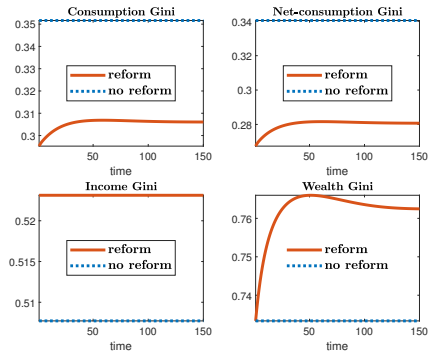 Consumption Gini
0.35
0.34
0.33
0.32
0.31
0.3
reform
no reform
50
100
150
time
Net-consumption Gini
0.34
0.32
0.3
0.28
reform
no reform
50
100
150
time
Income Gini
0.52
0.515
0.51
reform
no reform
50
100
150
time
Wealth Gini
0.76
0.75
0.74
reform
no reform
50
100
150
time